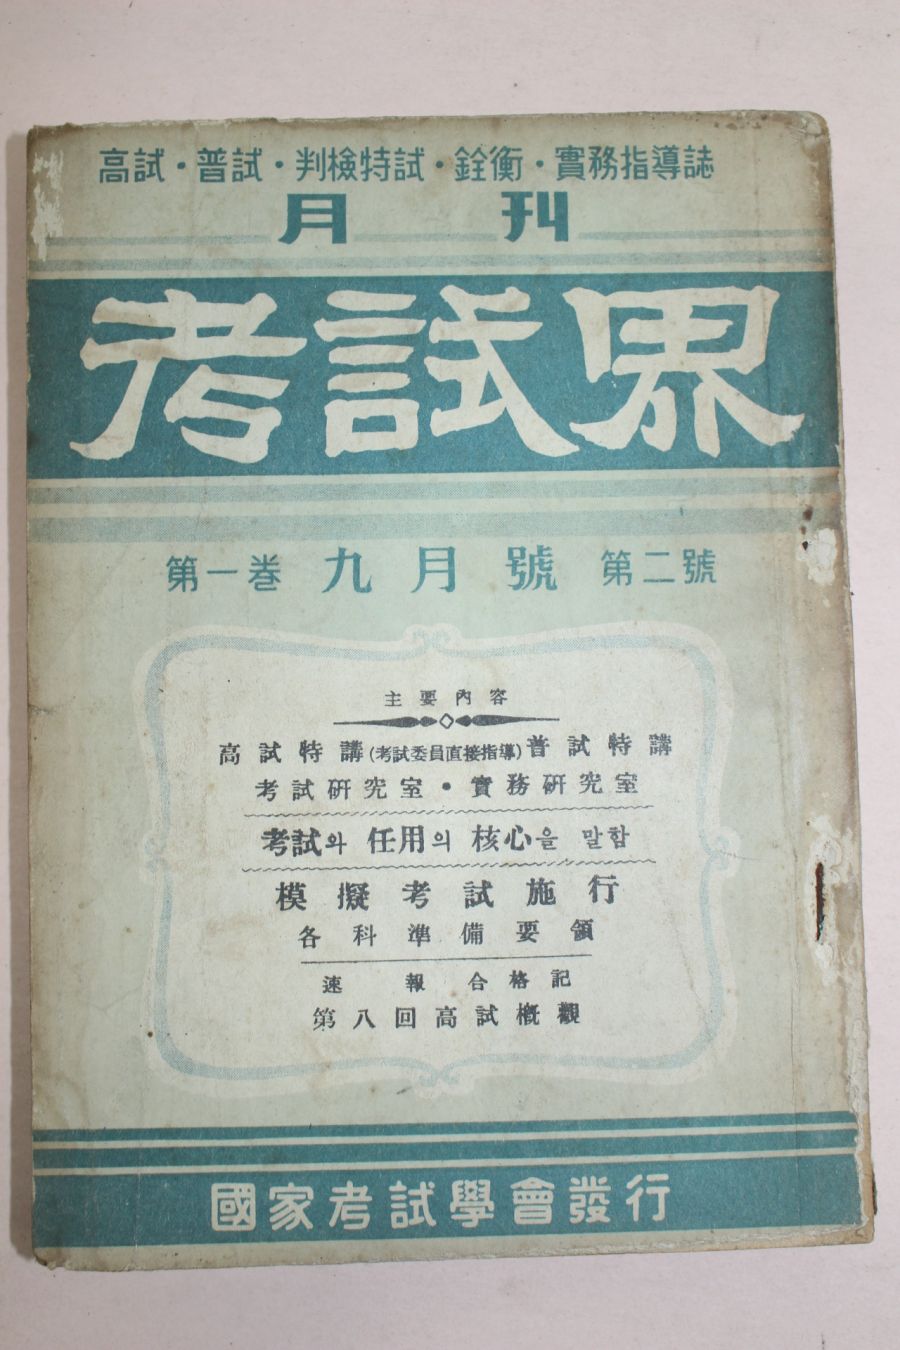 高試・普試・判檢特試・銓衡・實務指導誌
月刊
考試界
第一卷 九月號 第二號
主要內容
高試特講(考試委員直接指導)普試特講
考試硏究室・實務硏究室
考試와 任用의 核心을 말함
模擬考試施行
各科準備要領
速報 合格記
第八回高試槪觀
國家考試學會發行